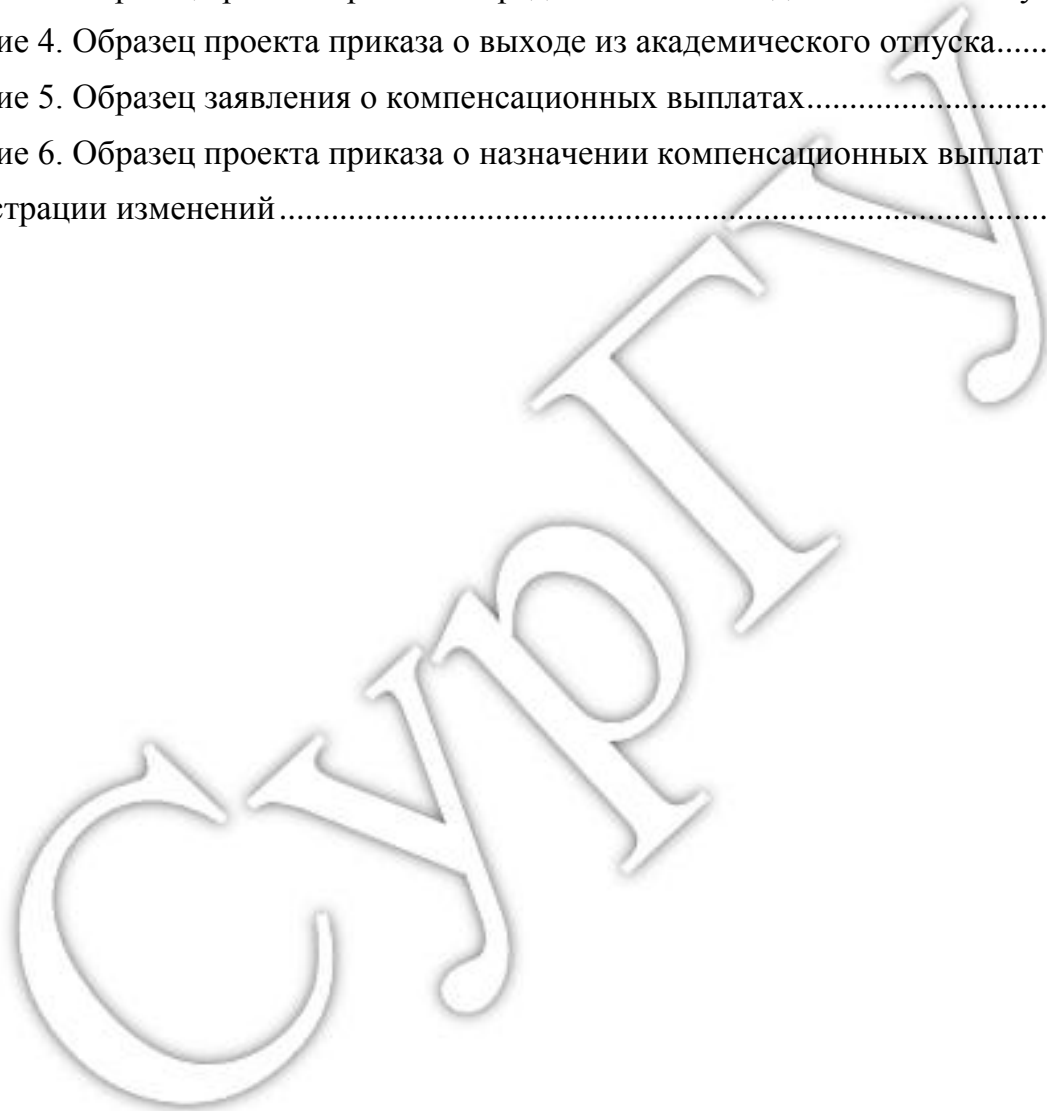 ие 4. Образец проекта приказа о выходе из академического отпуска......
ие 5. Образец заявления о компенсационных выплатах...............................
ие 6. Образец проекта приказа о назначении компенсационных выплат
страции изменений..........................................................................................
СурГУ